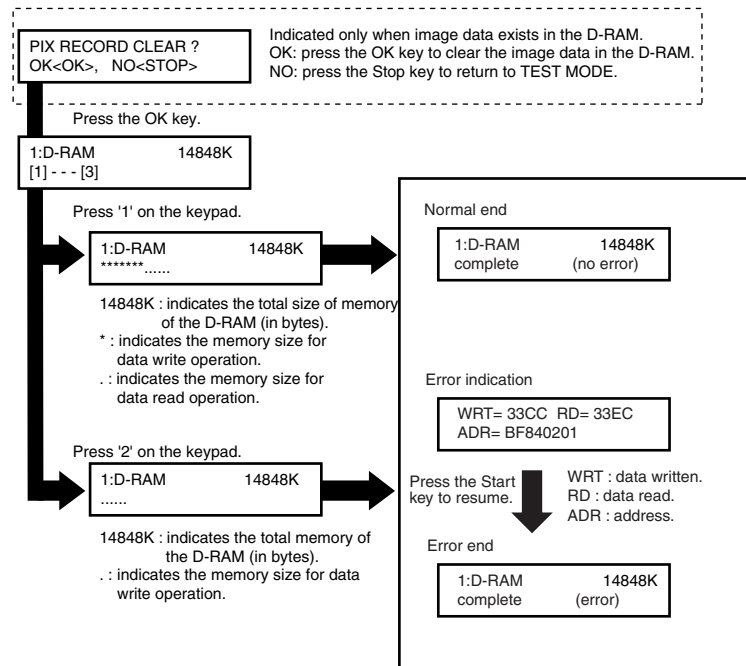 PIX RECORD CLEAR ?
OK<OK>, NO<STOP>
Indicated only when image data exists in the D-RAM.
OK: press the OK key to clear the image data in the D-RAM.
NO: press the Stop key to return to TEST MODE.
Press the OK key.
1:D-RAM 14848K
[1] - - - [3]
Press '1' on the keypad.
1:D-RAM 14848K
*******......
14848K : indicates the total size of memory
of the D-RAM (in bytes).
* : indicates the memory size for
data write operation.
. : indicates the memory size for
data read operation.
Press '2' on the keypad.
1:D-RAM 14848K
......
14848K : indicates the total memory of
the D-RAM (in bytes).
. : indicates the memory size for data
write operation.
Normal end
1:D-RAM 14848K
complete (no error)
Error indication
WRT= 33CC RD= 33EC
ADR= BF840201
Press the Start
key to resume.
WRT : data written.
RD : data read.
ADR : address.
Error end
1:D-RAM 14848K
complete (error)